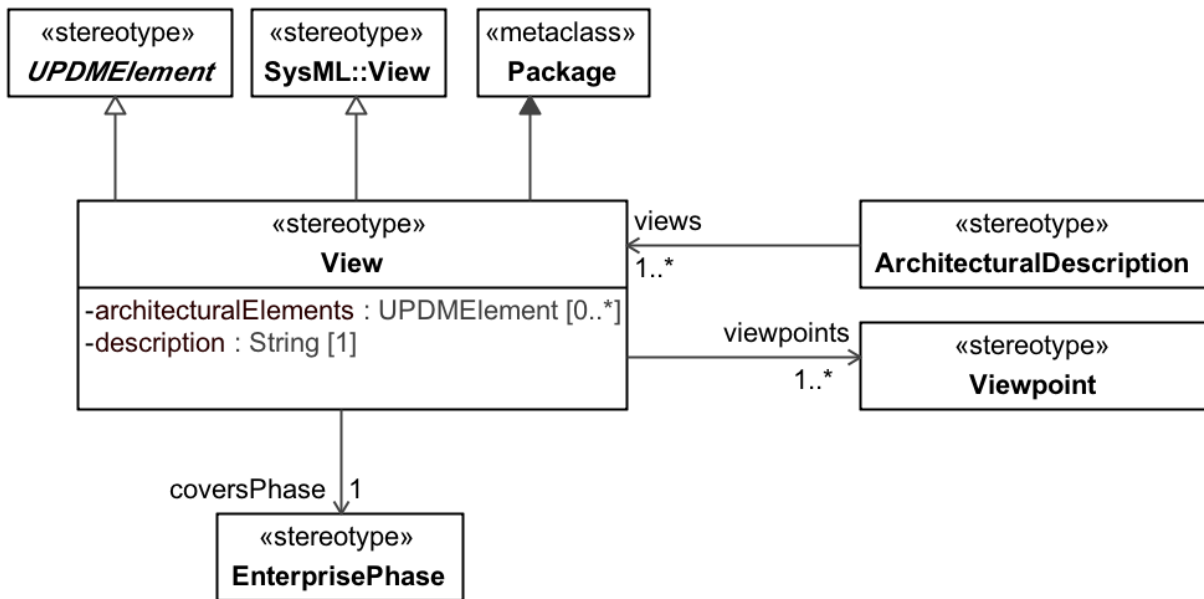 «stereotype»
UPDMElement
«stereotype»
SysML::View
«metaclass»
Package
«stereotype»
View
-architecturalElements : UPDMElement [0..*]
-description : String [1]
views
1..*
«stereotype»
ArchitecturalDescription
viewpoints
1..*
«stereotype»
Viewpoint
coversPhase
1
«stereotype»
EnterprisePhase